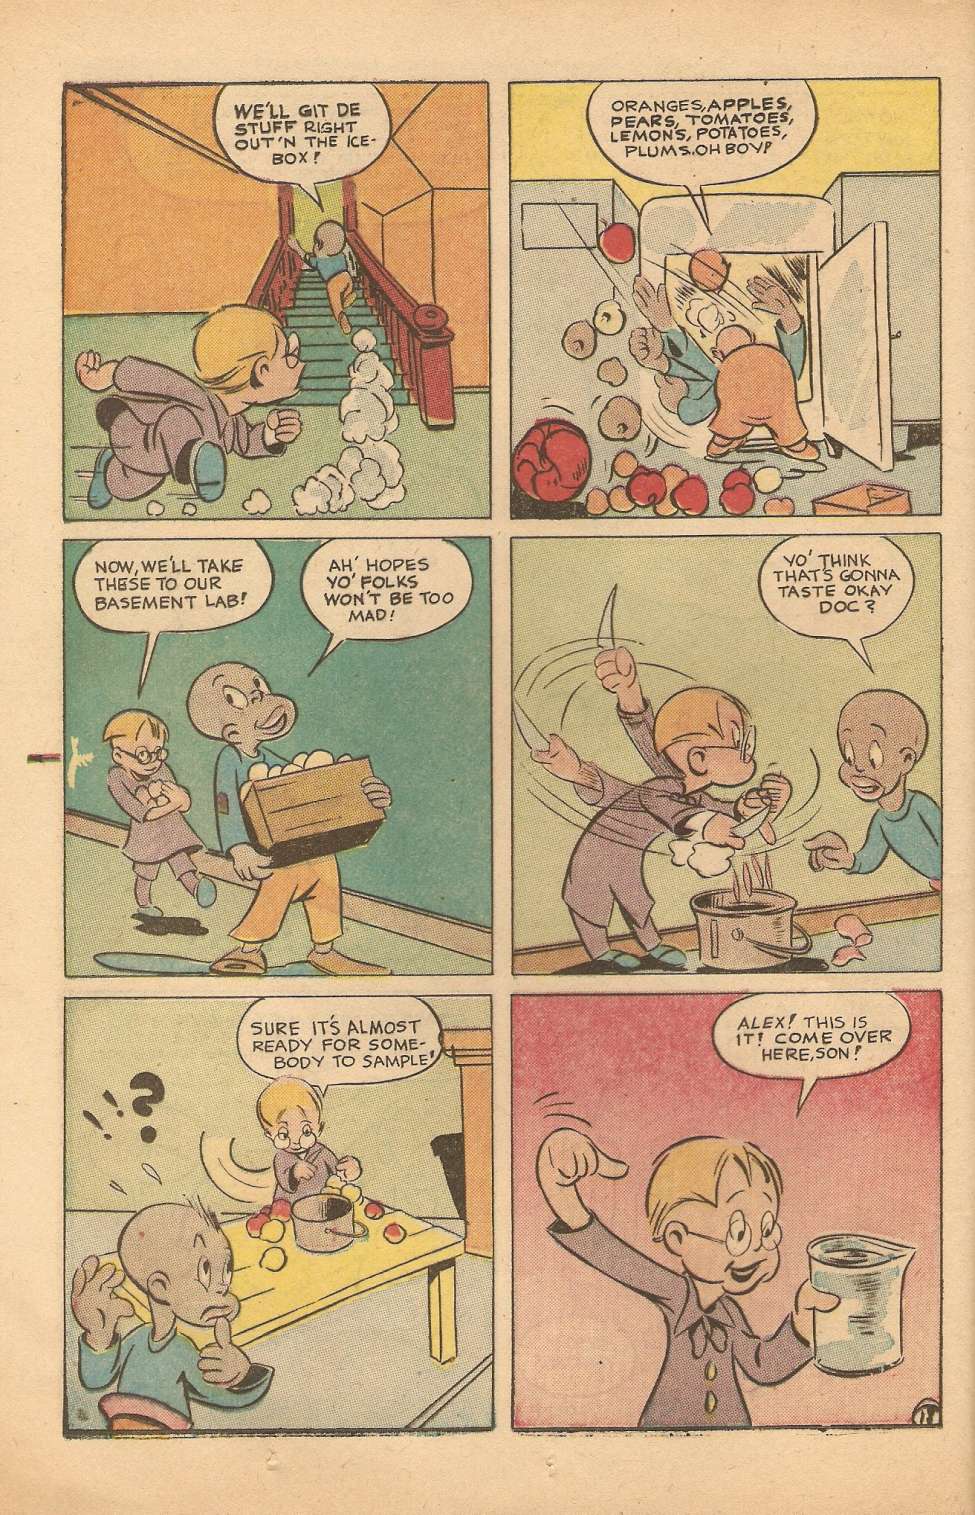 WE'LL GIT DE
STUFF RIGHT
OUT'N THE ICE-
BOX!
ORANGES, APPLES,
PEARS, TOMATOES,
LEMONS, POTATOES,
PLUMS..OH BOY!
NOW, WE'LL TAKE
THESE TO OUR
BASEMENT LAB!
AH' HOPES
YO' FOLKS
WON'T BE TOO
MAD!
YO' THINK
THAT'S GONNA
TASTE OKAY
DOC?
SURE IT'S ALMOST
READY FOR SOME-
BODY TO SAMPLE!
!!?
ALEX! THIS IS
IT! COME OVER
HERE, SON!